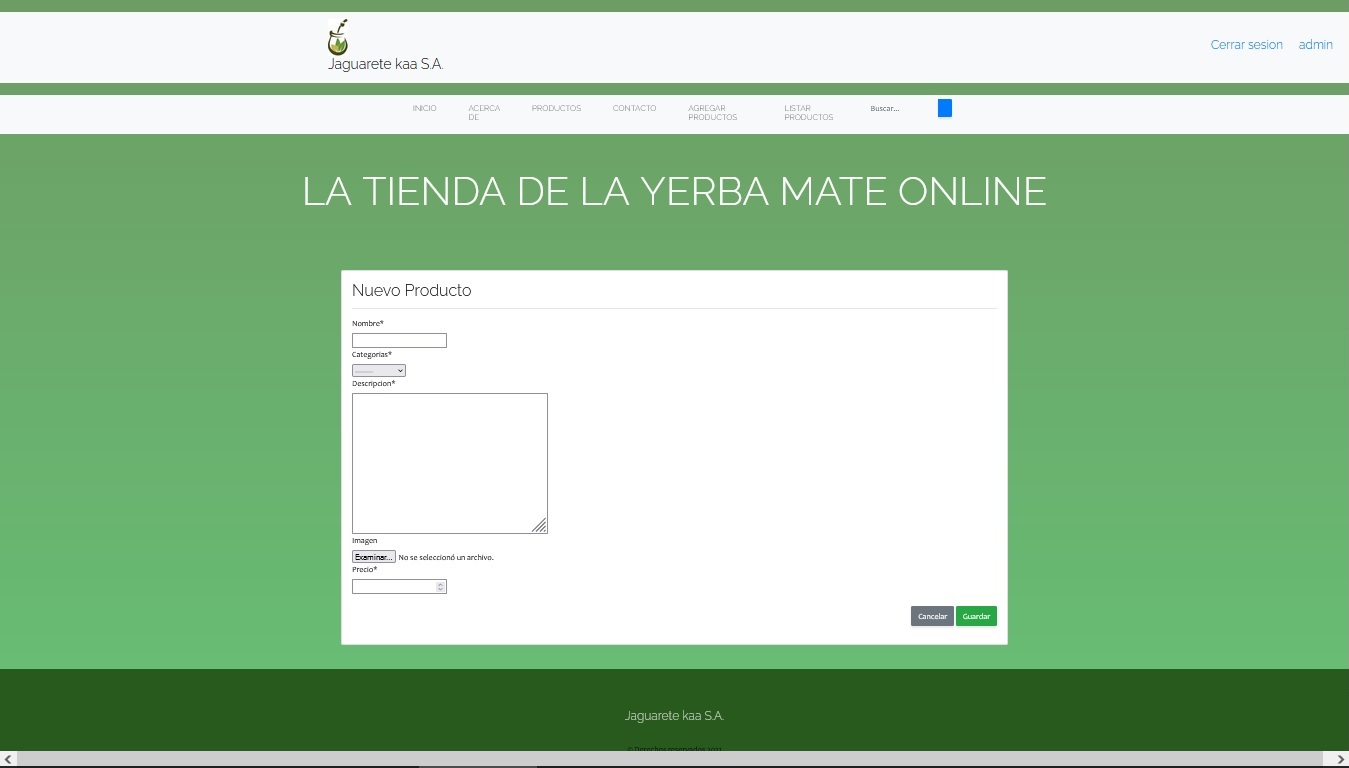 Jaguarete kaa S.A.
Cerrar sesion admin
INICIO ACERCA DE PRODUCTOS CONTACTO AGREGAR PRODUCTOS LISTAR PRODUCTOS Buscar...
LA TIENDA DE LA YERBA MATE ONLINE
Nuevo Producto
Nombre*
Categorias*
---------
Descripcion*
Imagen
Examinar... No se seleccionó un archivo.
Precio*
Cancelar Guardar
Jaguarete kaa S.A.
© Derechos reservados 2021